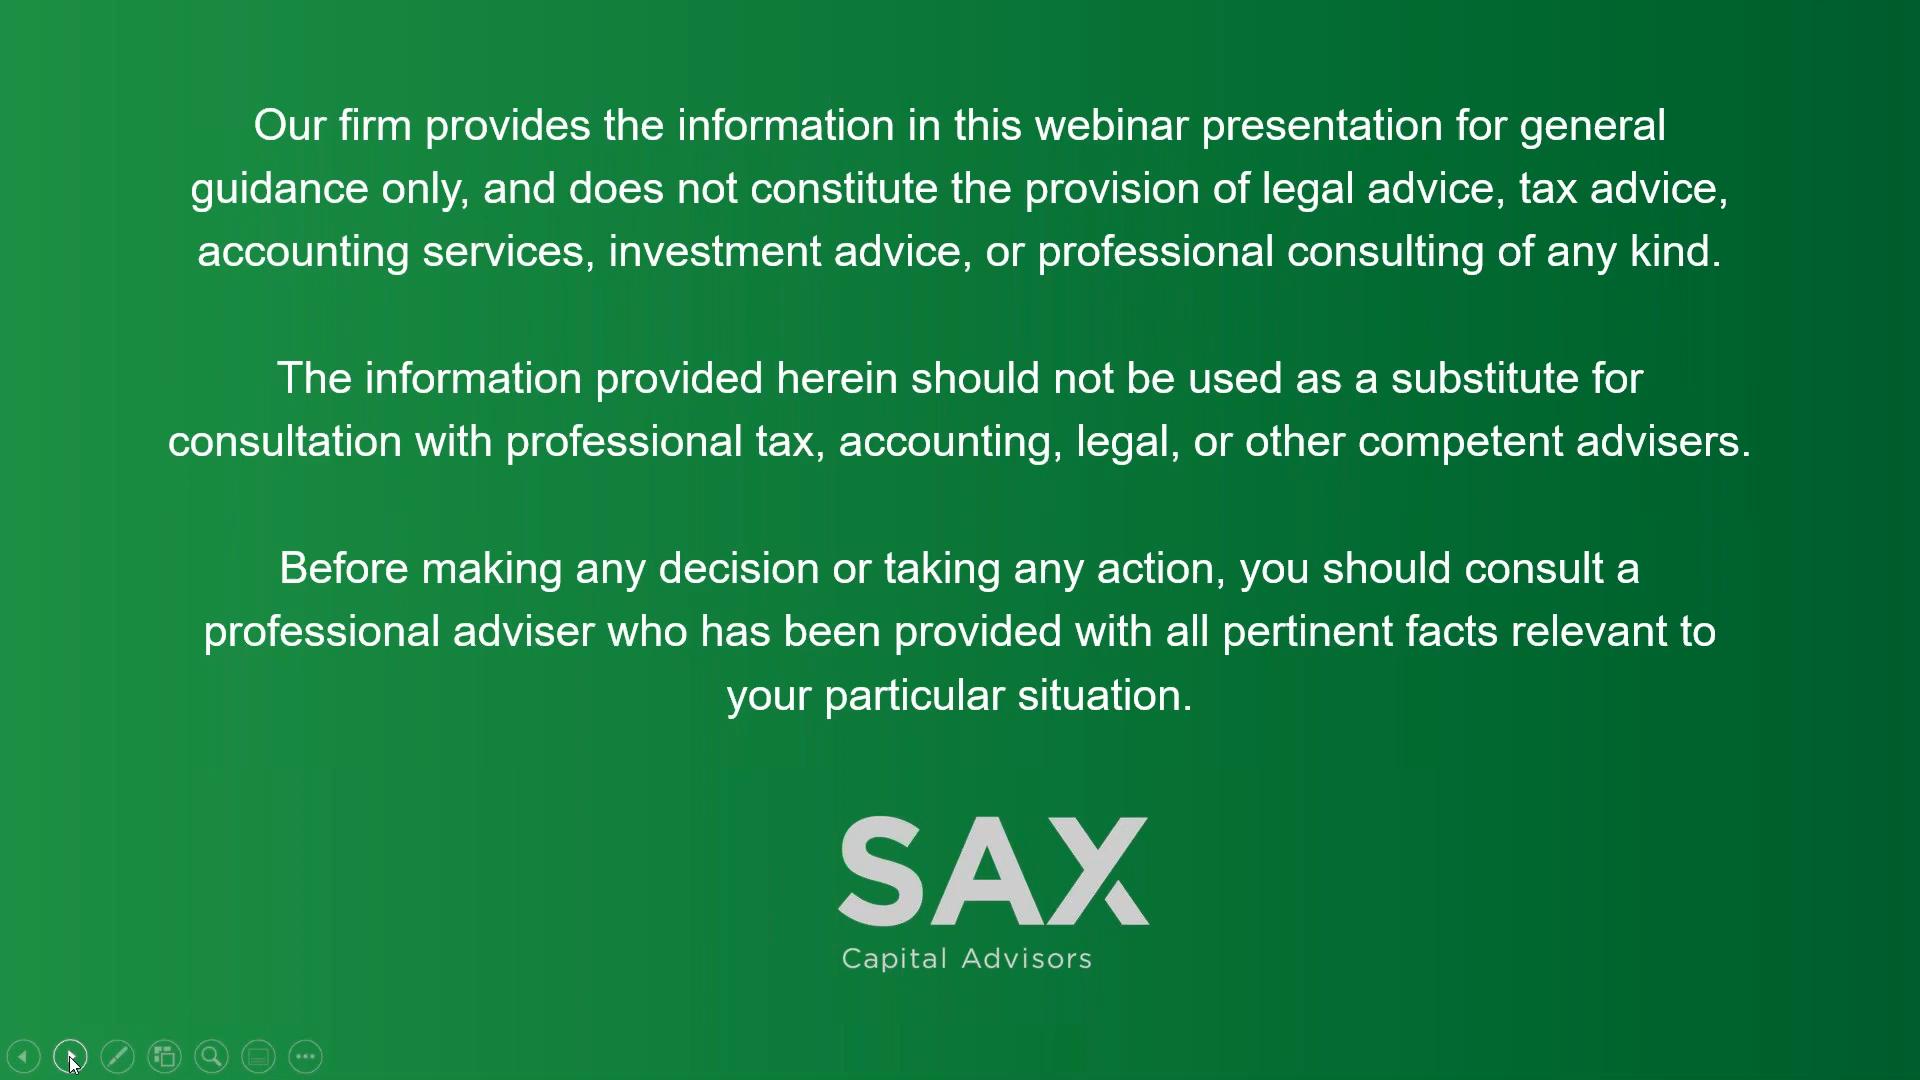 Our firm provides the information in this webinar presentation for general
guidance only, and does not constitute the provision of legal advice, tax advice,
accounting services, investment advice, or professional consulting of any kind.
The information provided herein should not be used as a substitute for
consultation with professional tax, accounting, legal, or other competent advisers.
Before making any decision or taking any action, you should consult a
professional adviser who has been provided with all pertinent facts relevant to
your particular situation.
SAX
Capital Advisors